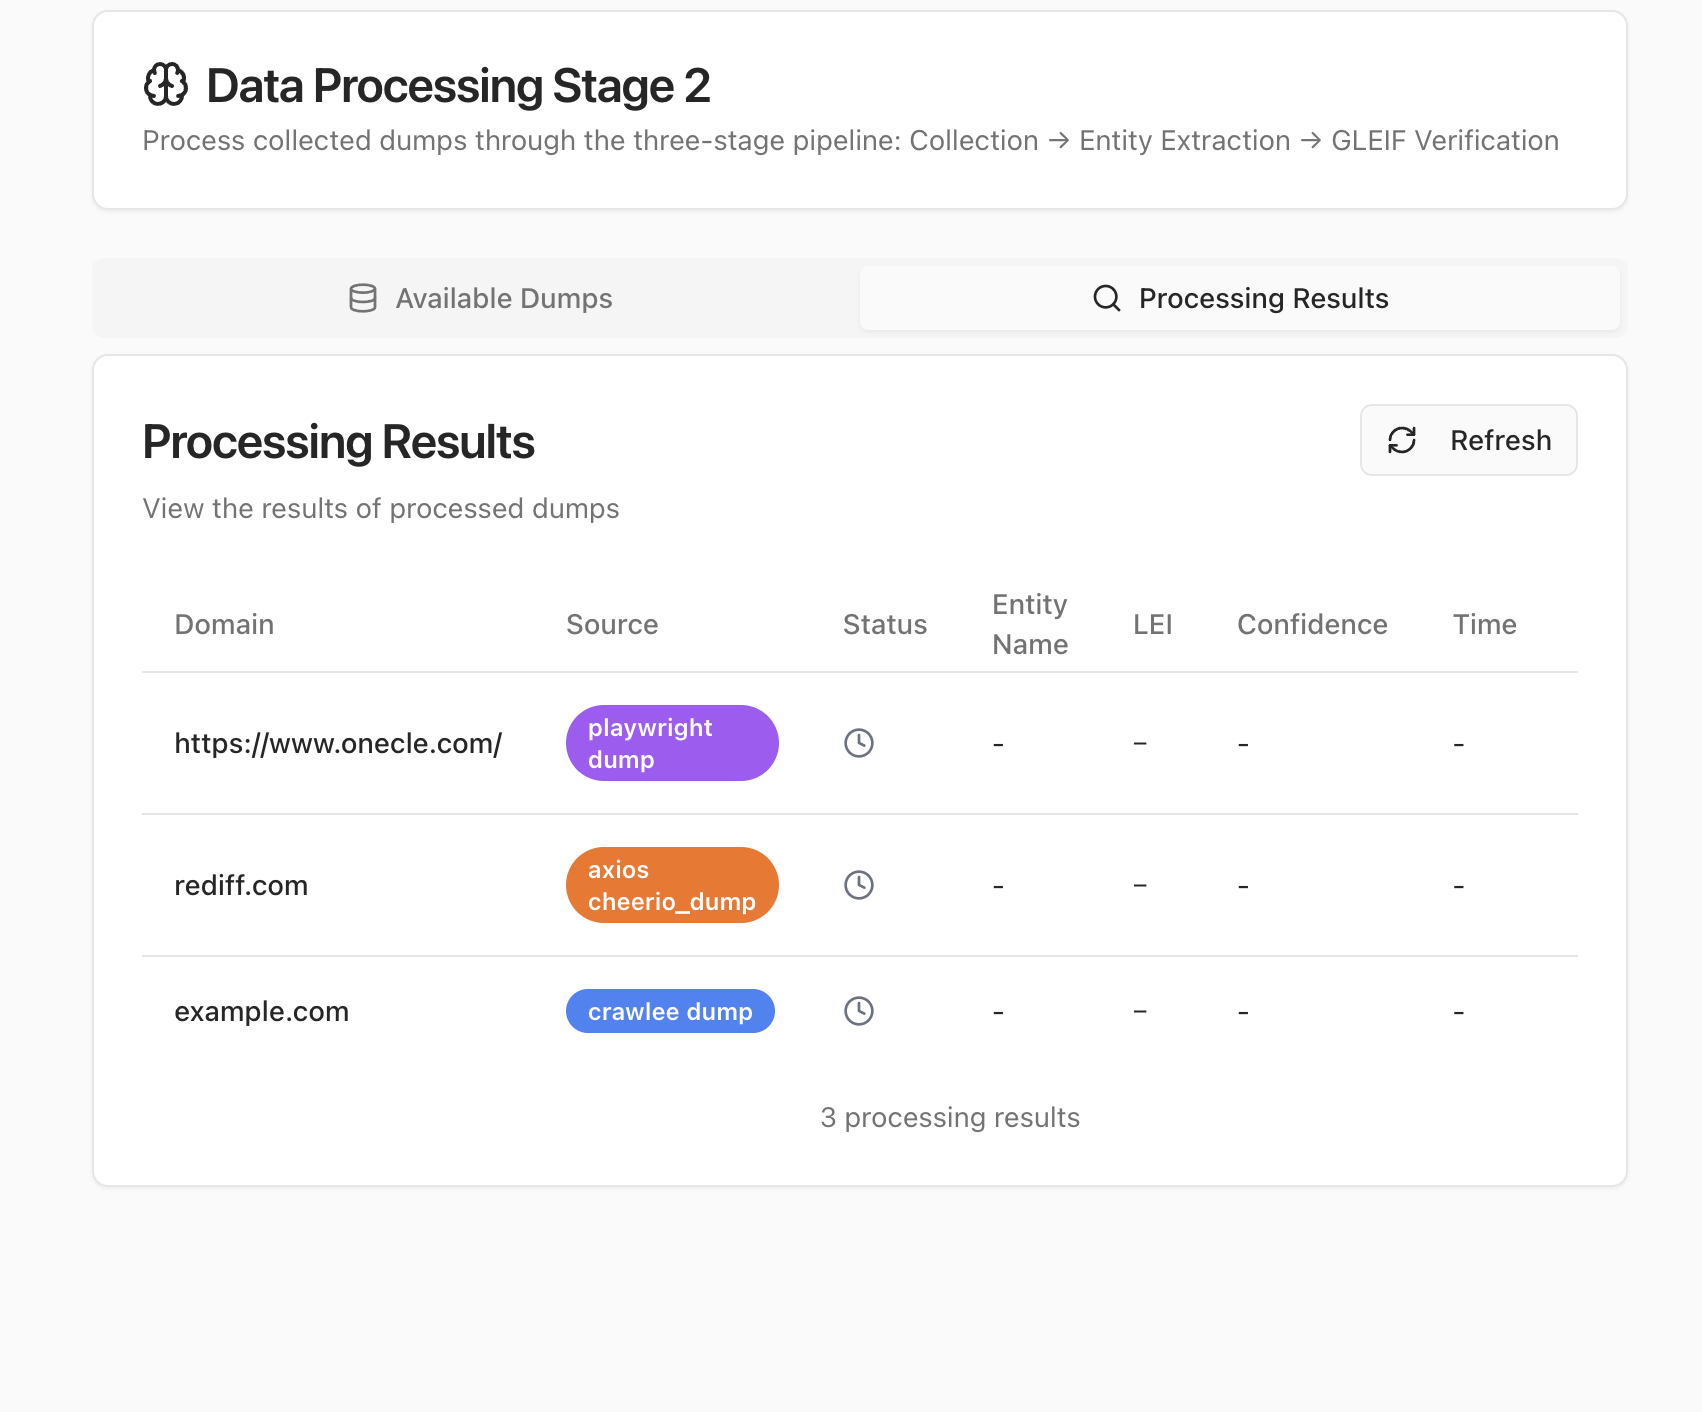 Data Processing Stage 2
Process collected dumps through the three-stage pipeline: Collection → Entity Extraction → GLEIF Verification
Available Dumps
Processing Results
Processing Results
Refresh
View the results of processed dumps
Domain Source Status Entity Name LEI Confidence Time
https://www.onecle.com/ playwright dump - – - -
rediff.com axios cheerio_dump - – - -
example.com crawlee dump - – - -
3 processing results